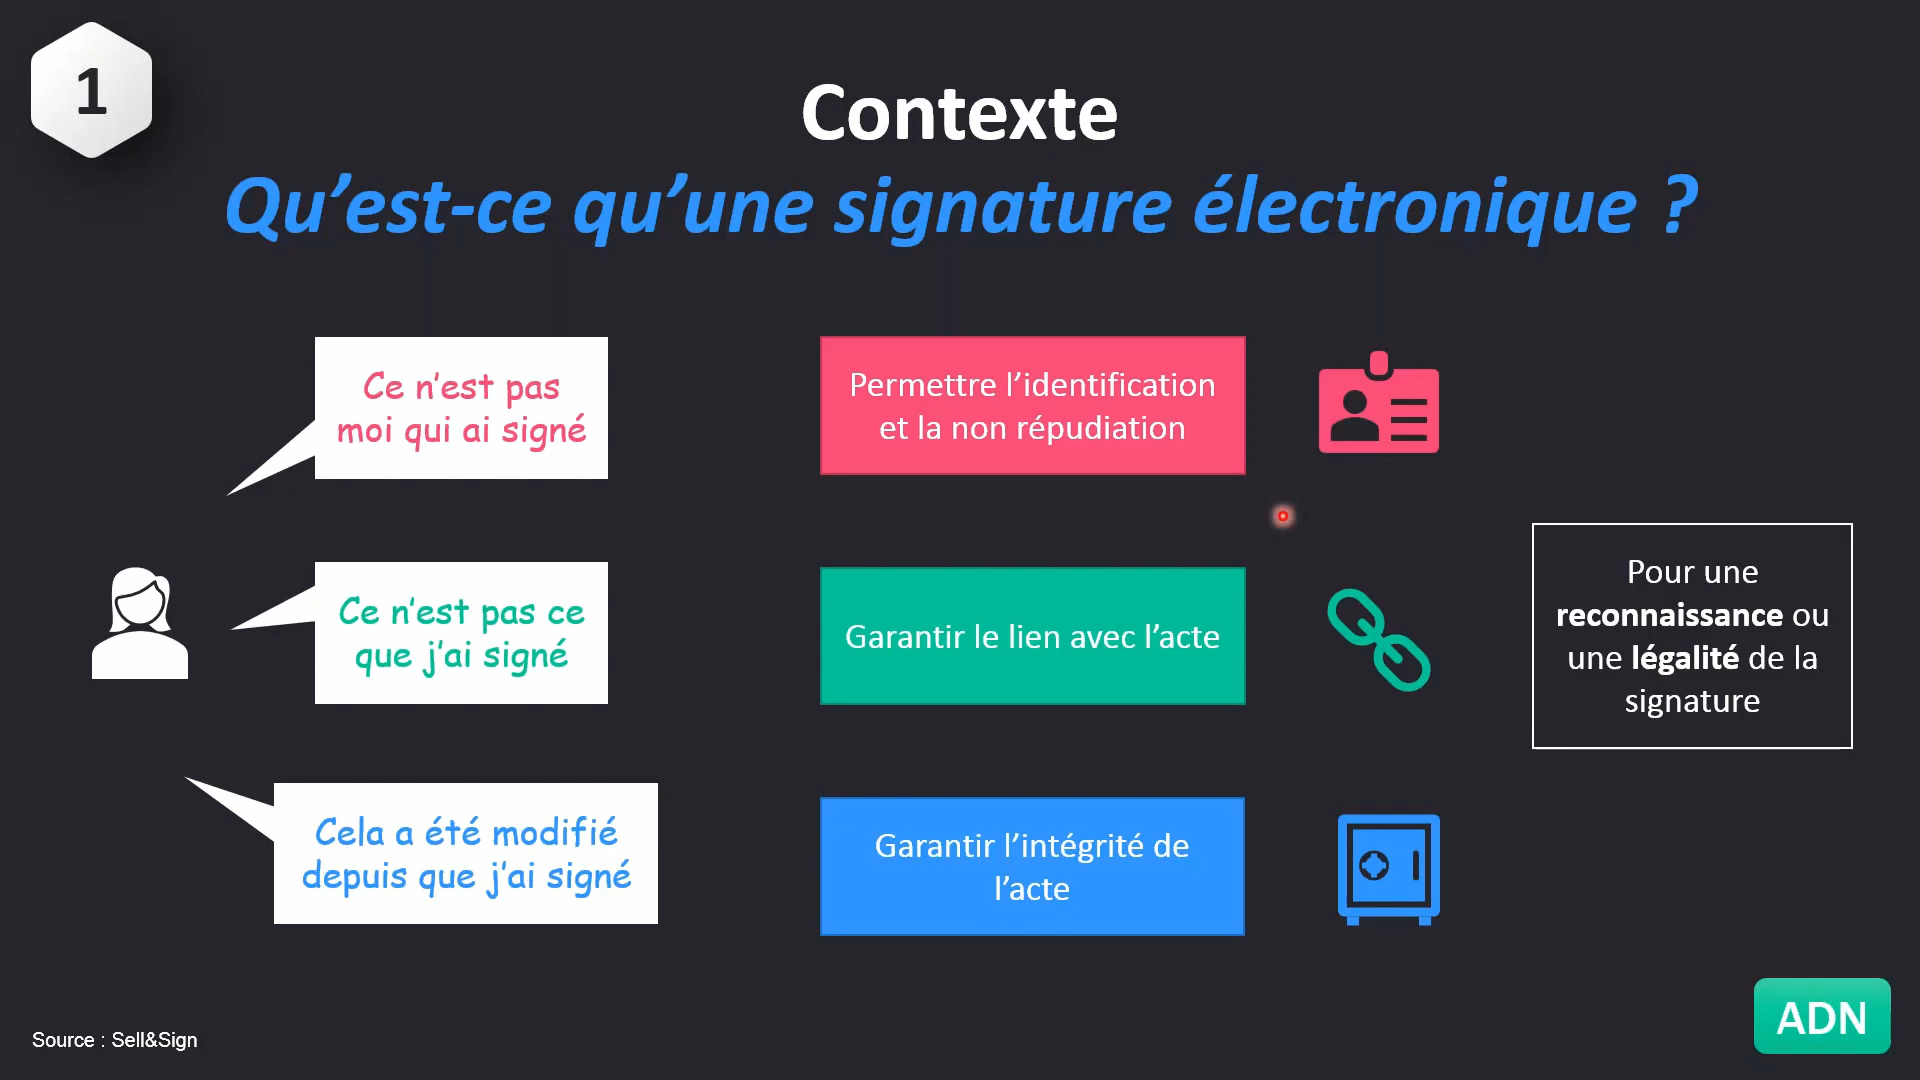 1
Contexte
Qu’est-ce qu’une signature électronique ?
Ce n’est pas
moi qui ai signé
Permettre l’identification
et la non répudiation
Ce n’est pas ce
que j’ai signé
Garantir le lien avec l’acte
Pour une
reconnaissance ou
une légalité de la
signature
Cela a été modifié
depuis que j’ai signé
Garantir l’intégrité de
l’acte
Source : Sell&Sign
ADN